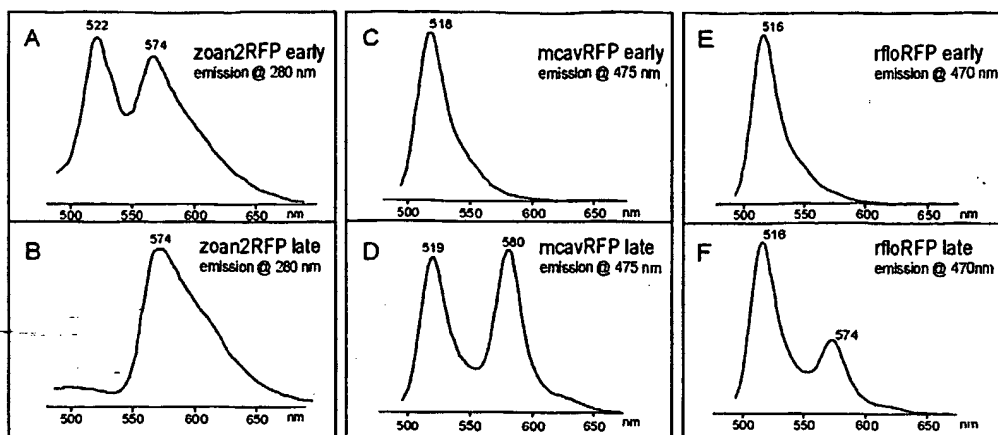 A
522
574
zoan2RFP early
emission @ 280 nm
500 550 600 650 nm
B
574
zoan2RFP late
emission @ 280 nm
500 550 600 650 nm
C
518
mcavRFP early
emission @ 475 nm
500 550 600 650 nm
D
519
580
mcavRFP late
emission @ 475 nm
500 550 600 650 nm
E
516
rfloRFP early
emission @ 470 nm
500 550 600 650 nm
F
516
574
rfloRFP late
emission @ 470nm
500 550 600 650 nm